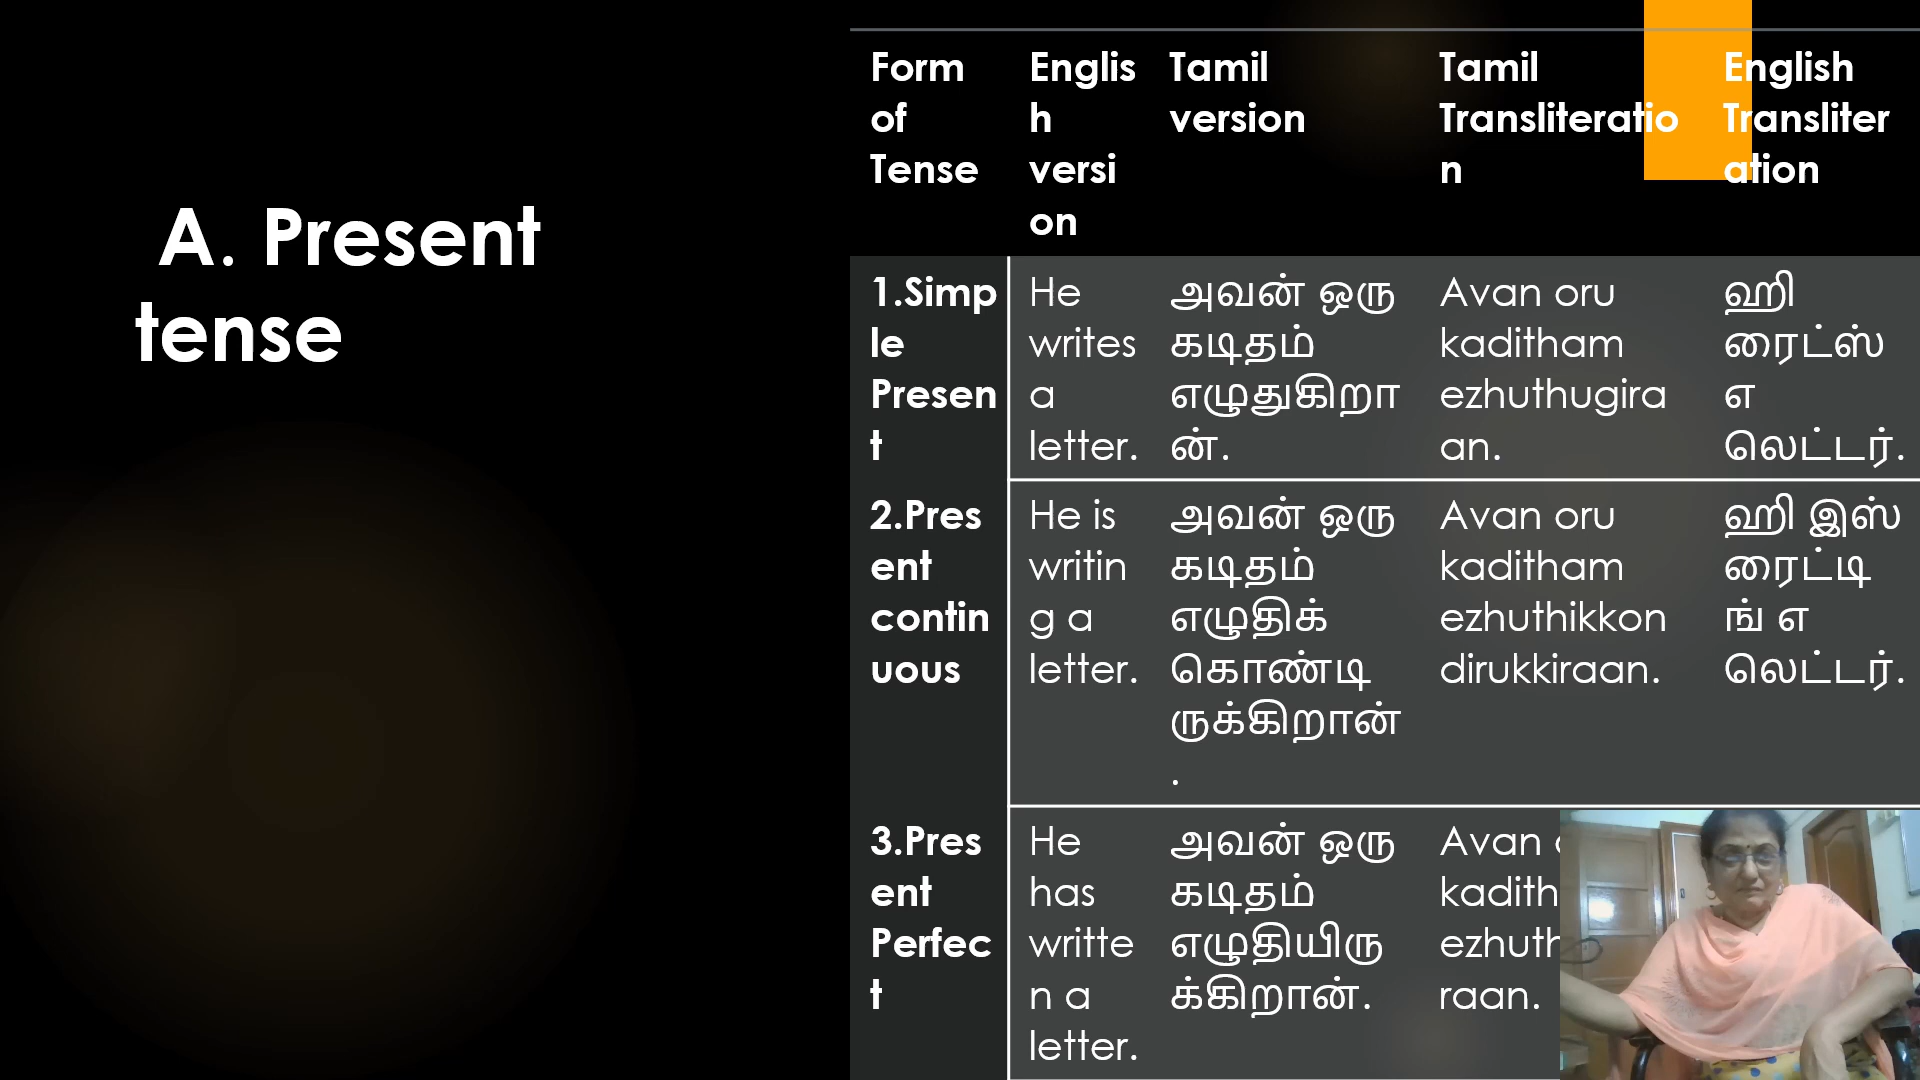 A. Present
tense
Form
of
Tense
Englis
h
versi
on
Tamil
version
Tamil
Transliteratio
n
English
Transliter
ation
1.Simp
le
Presen
t
He
writes
a
letter.
அவன் ஒரு
கடிதம்
எழுதுகிறா
ன்.
Avan oru
kaditham
ezhuthugira
an.
ஹி
ரைட்ஸ்
எ
லெட்டர்.
2.Pres
ent
contin
uous
He is
writin
g a
letter.
அவன் ஒரு
கடிதம்
எழுதிக்
கொண்டி
ருக்கிறான்
.
Avan oru
kaditham
ezhuthikkon
dirukkiraan.
ஹி இஸ்
ரைட்டி
ங் எ
லெட்டர்.
3.Pres
ent
Perfec
t
He
has
writte
n a
letter.
அவன் ஒரு
கடிதம்
எழுதியிரு
க்கிறான்.
Avan
kadith
ezhuth
raan.